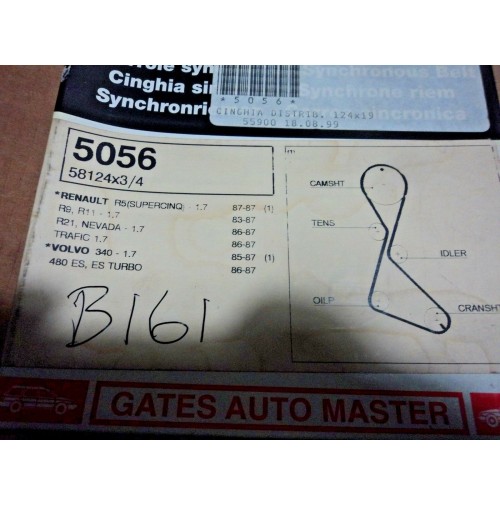 Synchronous Belt
Cinghia sin
Synchrone riem
Synchronrie
sincronica
*5056*
CINGHIA DISTRIB. 124x19
55900 18.08.99
5056
58124x3/4
*RENAULT R5(SUPERCINQ) - 1.7 87-87 (1)
R9, R11 - 1,7 83-87
R21, NEVADA - 1.7 86-87
TRAFIC 1.7 86-87
*VOLVO 340 - 1.7 85-87 (1)
480 ES, ES TURBO 86-87
B161
CAMSHT
TENS
IDLER
OILP
CRANSHT
GATES AUTO MASTER